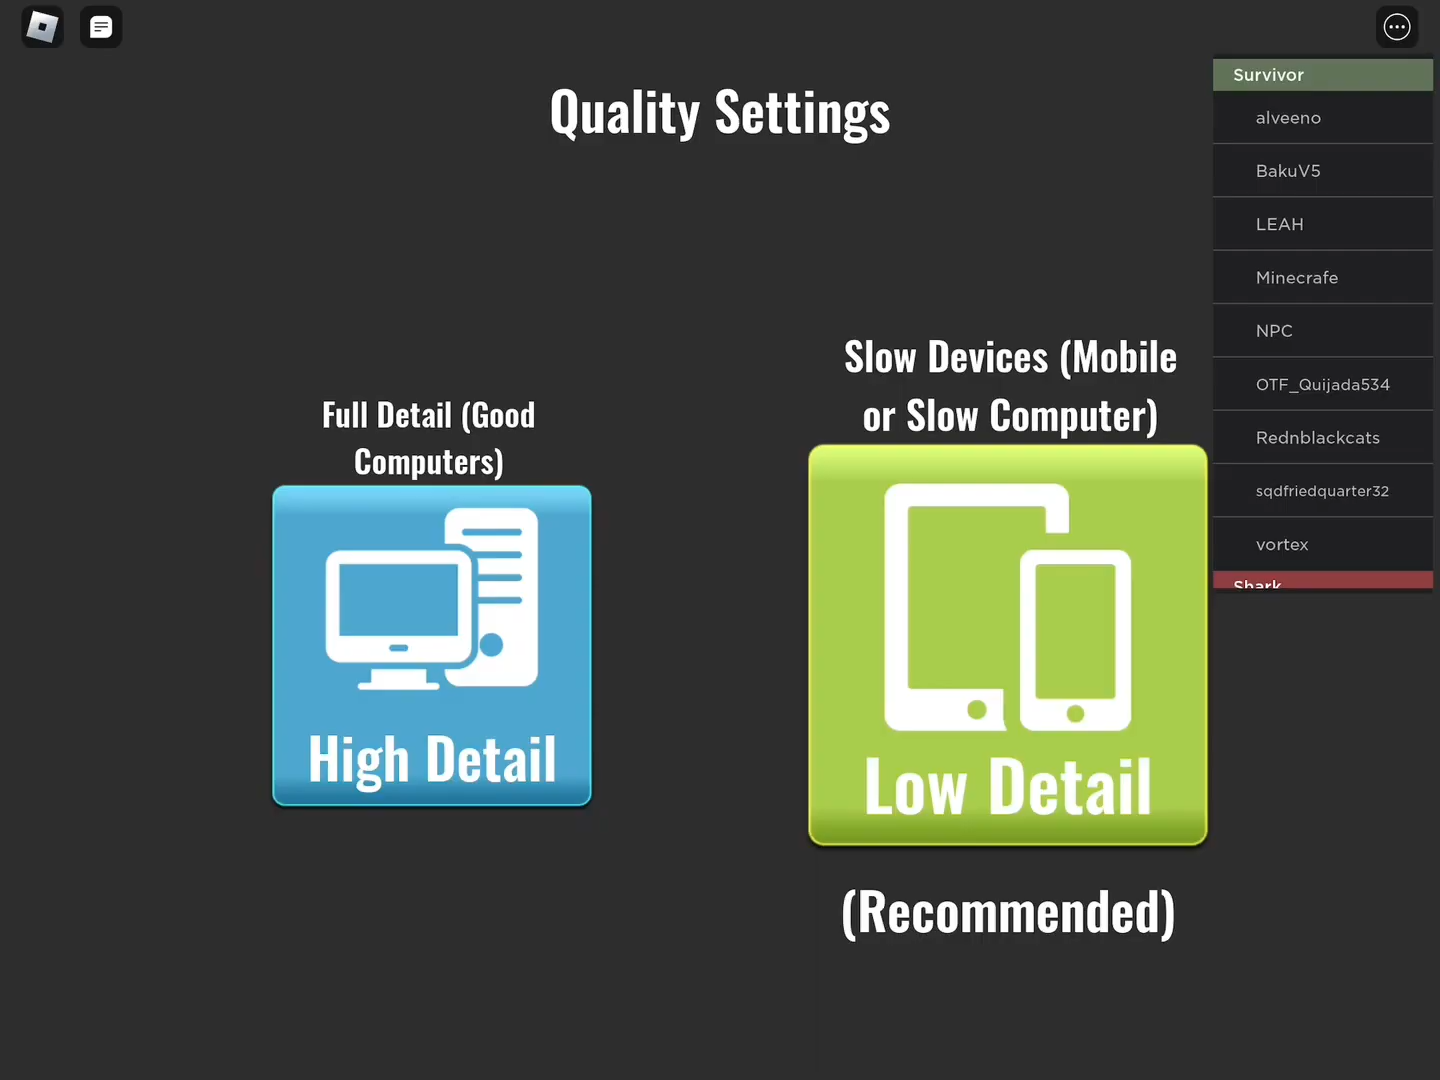 Quality Settings
Full Detail (Good
Computers)
High Detail
Slow Devices (Mobile
or Slow Computer)
Low Detail
(Recommended)
Survivor
alveeno
BakuV5
LEAH
Minecrafe
NPC
OTF_Quijada534
Rednblackcats
sqdfriedquarter32
vortex
Shark